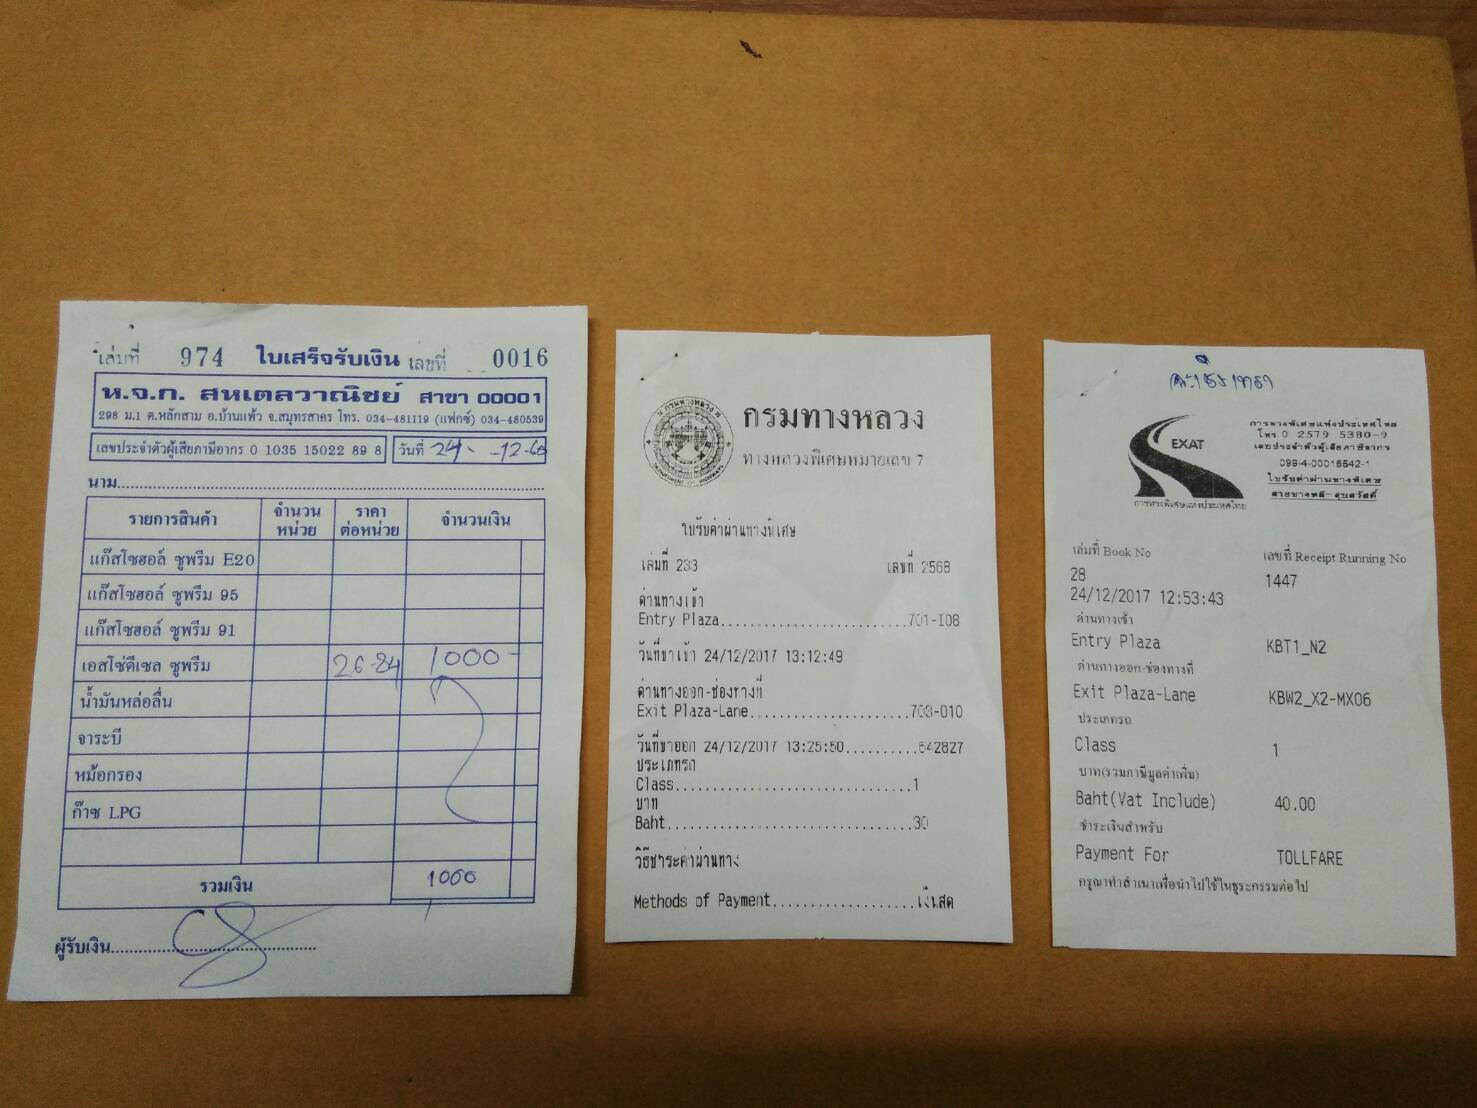 เล่มที่ 974 ใบเสร็จรับเงิน เลขที่ 0016
ห.จ.ก. สหเตลวาณิชย์ สาขา 00001
298 ม.1 ต.หลักสาม อ.บ้านแพ้ว จ.สมุทรสาคร โทร. 034-481119 (แฟกซ์) 034-480539
เลขประจำตัวผู้เสียภาษีอากร 0 1035 15022 89 8 วันที่ 24 - 12-60
นาม
รายการสินค้า จำนวนหน่วย ราคาต่อหน่วย จำนวนเงิน
แก๊สโซฮอล์ ซูพรีม E20
แก๊สโซฮอล์ ซูพรีม 95
แก๊สโซฮอล์ ซูพรีม 91
เอสโซ่ดีเซล ซูพรีม 26-84 1000-
น้ำมันหล่อลื่น
จาระบี
หม้อกรอง
ก๊าซ LPG
รวมเงิน 1000
ผู้รับเงิน
กรมทางหลวง
ทางหลวงพิเศษหมายเลข 7
ใบรับค่าผ่านทางพิเศษ
เล่มที่ 233 เลขที่ 2568
ด่านทางเข้า
Entry Plaza.........................701-I08
วันที่ขาเข้า 24/12/2017 13:12:49
ด่านทางออก-ช่องทางที่
Exit Plaza-Lane.....................703-010
วันที่ขาออก 24/12/2017 13:25:50..........642827
ประเภทรถ
Class................................1
บาท
Baht.................................30
วิธีชำระค่าผ่านทาง
Methods of Payment...................เงินสด
ฉะเชิงเทรา
EXAT
การทางพิเศษแห่งประเทศไทย
การทางพิเศษแห่งประเทศไทย
โทร 0 2579 5380-9
เลขประจำตัวผู้เสียภาษีอากร
099-4-00016542-1
ใบรับค่าผ่านทางพิเศษ
สายบางพลี-สุขสวัสดิ์
เล่มที่ Book No เลขที่ Receipt Running No
28 1447
24/12/2017 12:53:43
ด่านทางเข้า
Entry Plaza KBT1_N2
ด่านทางออก-ช่องทางที่
Exit Plaza-Lane KBW2_X2-MX06
ประเภทรถ
Class 1
บาท(รวมภาษีมูลค่าเพิ่ม)
Baht(Vat Include) 40.00
ชำระเงินสำหรับ
Payment For TOLLFARE
กรุณาทำสำเนาเพื่อนำไปใช้ในธุระกรรมต่อไป